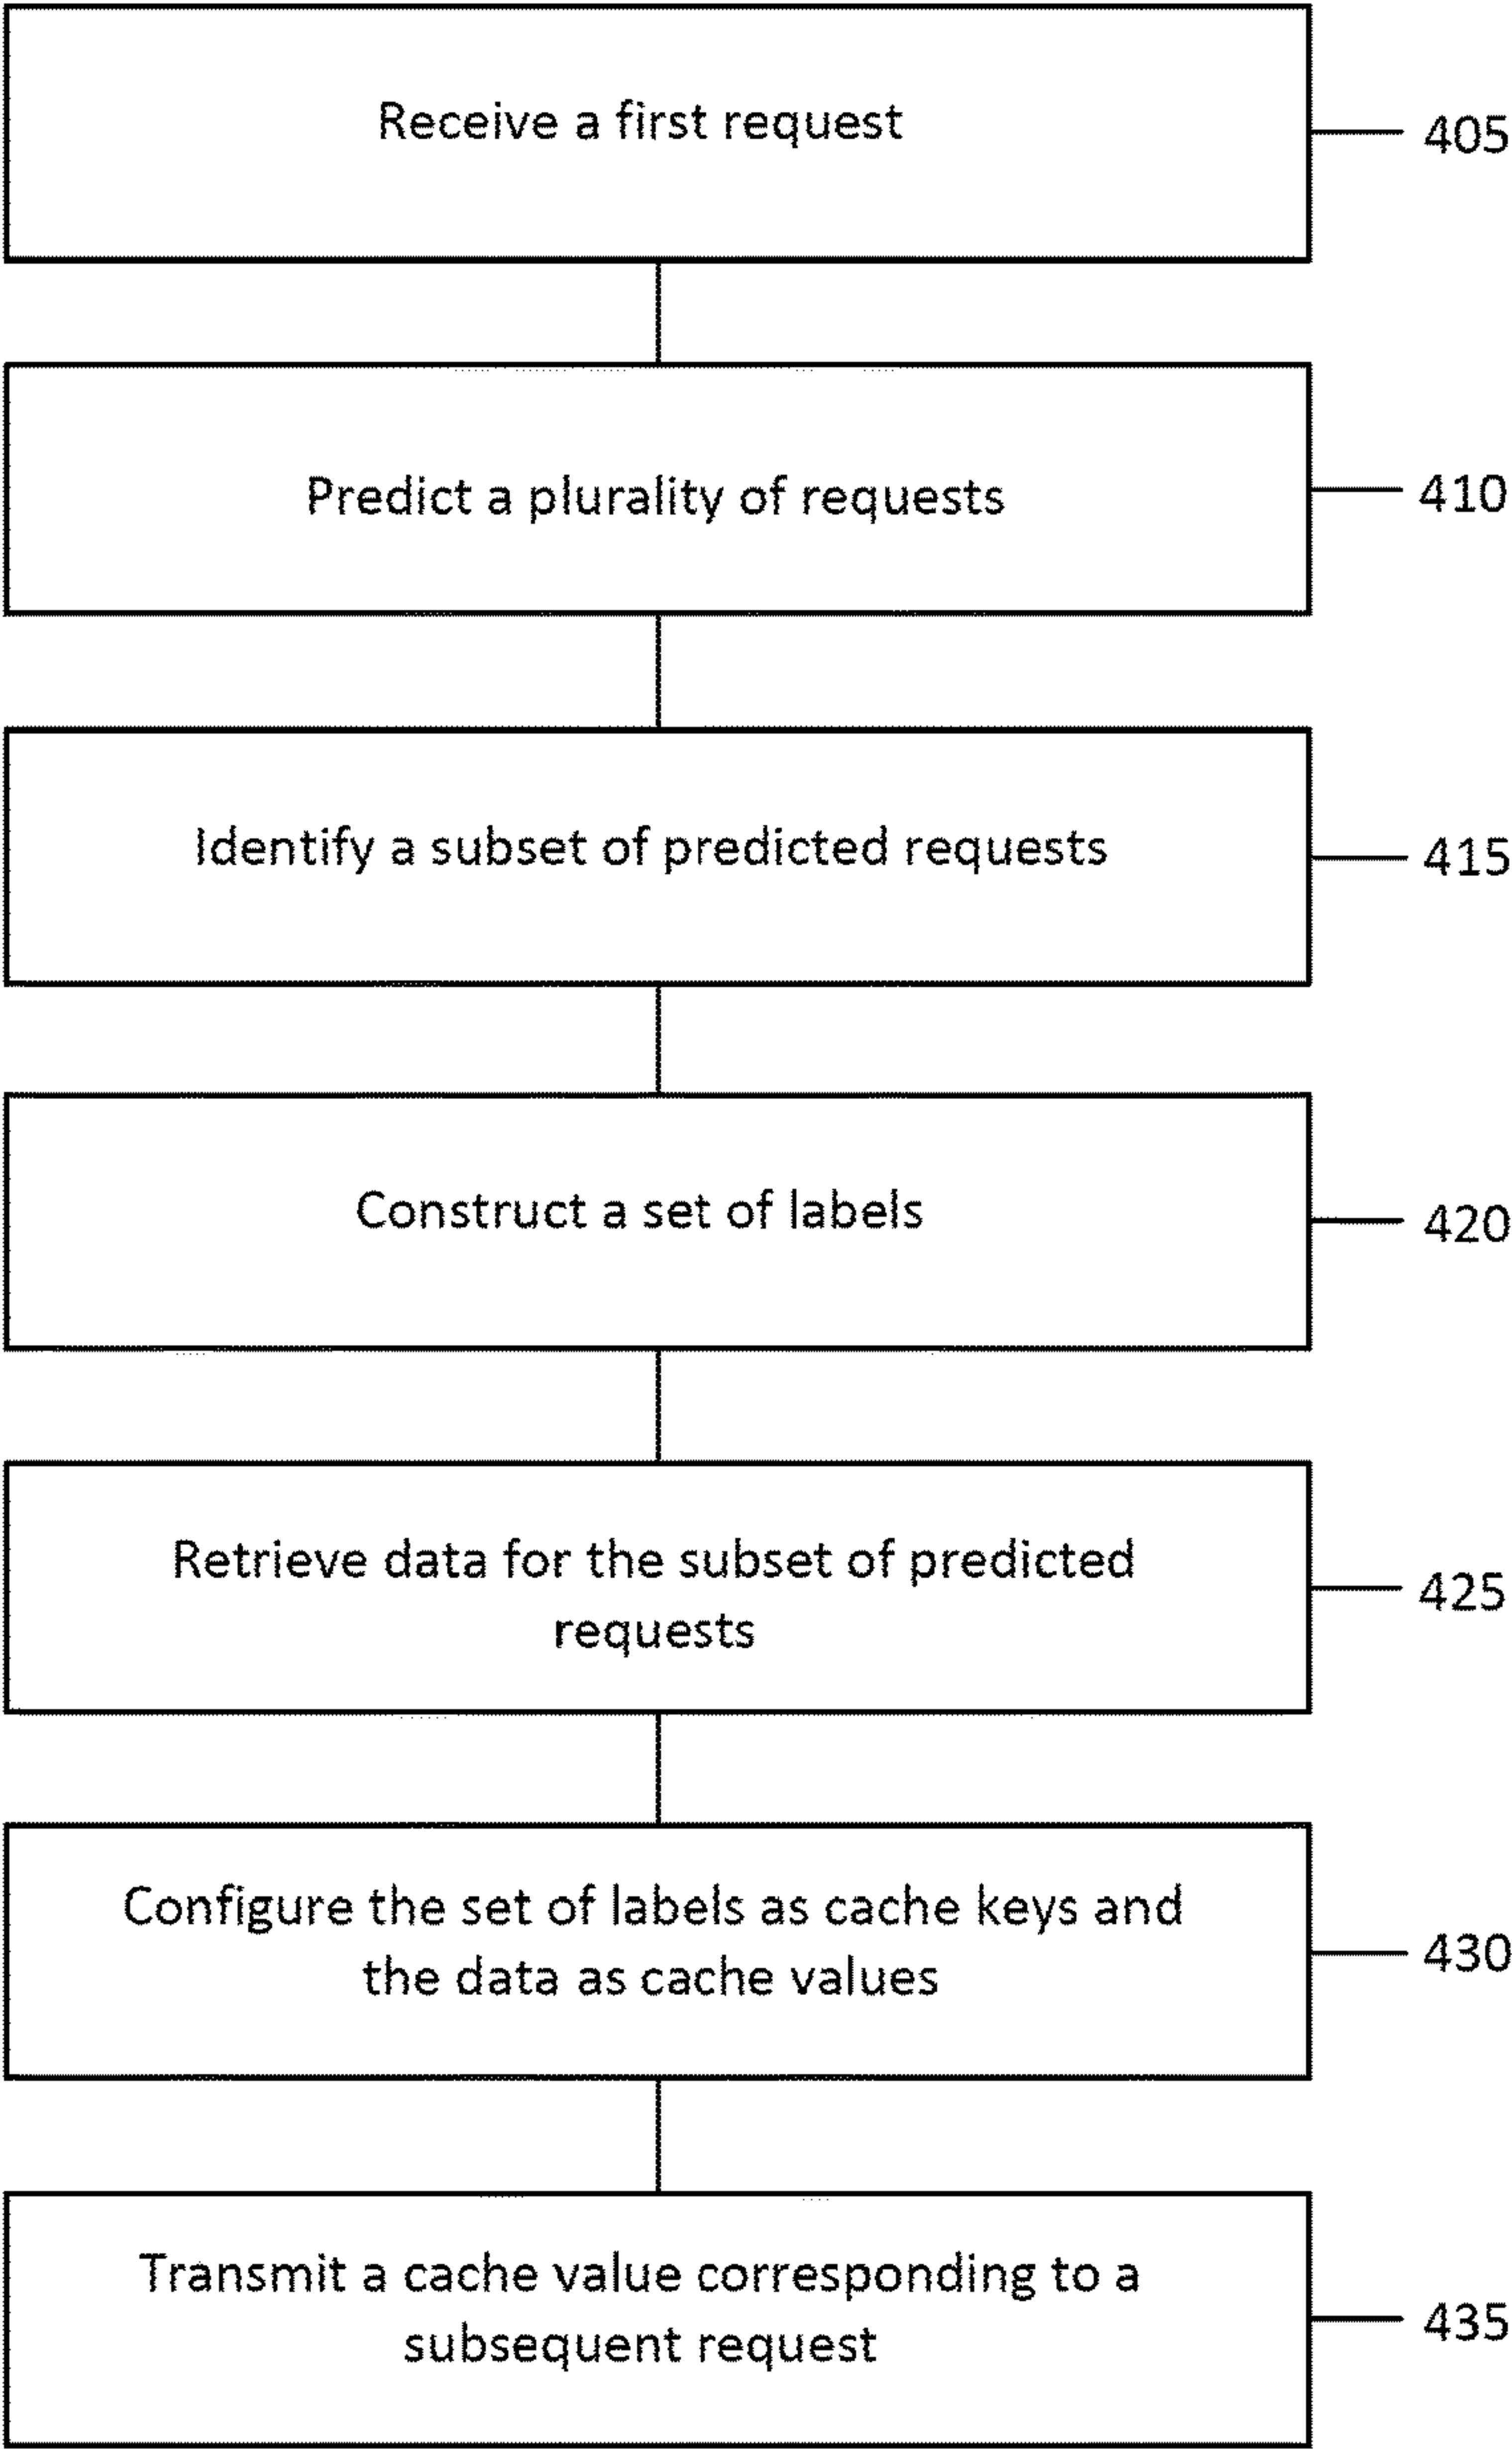 Receive a first request
405
Predict a plurality of requests
410
Identify a subset of predicted requests
415
Construct a set of labels
420
Retrieve data for the subset of predicted
requests
425
Configure the set of labels as cache keys and
the data as cache values
430
Transmit a cache value corresponding to a
subsequent request
435